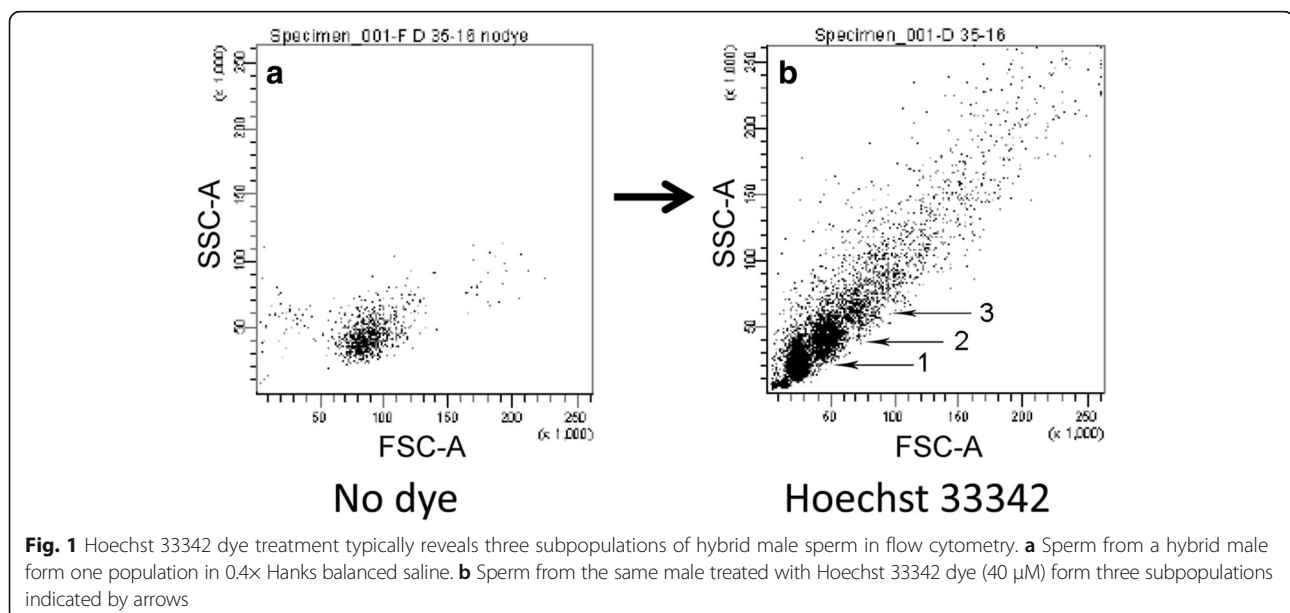 Specimen_001-F D 35-16 nodye
a
(x 1,000)
250
200
150
100
50
SSC-A
50 100 150 200 250
(x 1,000)
FSC-A
No dye
Specimen_001-D 35-16
b
(x 1,000)
250
200
150
100
50
SSC-A
3
2
1
100 150 200 250
(x 1,000)
FSC-A
Hoechst 33342
Fig. 1 Hoechst 33342 dye treatment typically reveals three subpopulations of hybrid male sperm in flow cytometry. a Sperm from a hybrid male
form one population in 0.4× Hanks balanced saline. b Sperm from the same male treated with Hoechst 33342 dye (40 μM) form three subpopulations
indicated by arrows